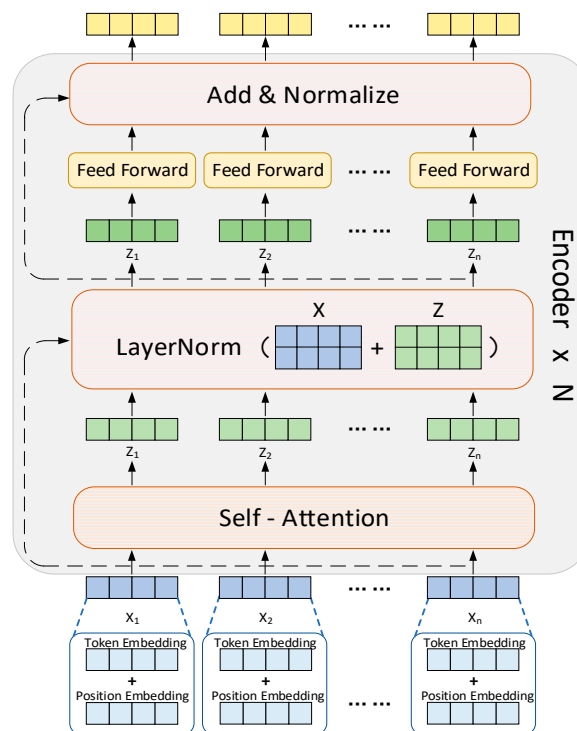 ... ...
Add & Normalize
Feed Forward Feed Forward ... ... Feed Forward
... ...
Z1 Z2 Zn
X Z
LayerNorm ( + )
... ...
Z1 Z2 Zn
Self - Attention
... ...
X1 X2 Xn
Token Embedding Token Embedding Token Embedding
+ + +
Position Embedding Position Embedding ... ... Position Embedding
Encoder x N